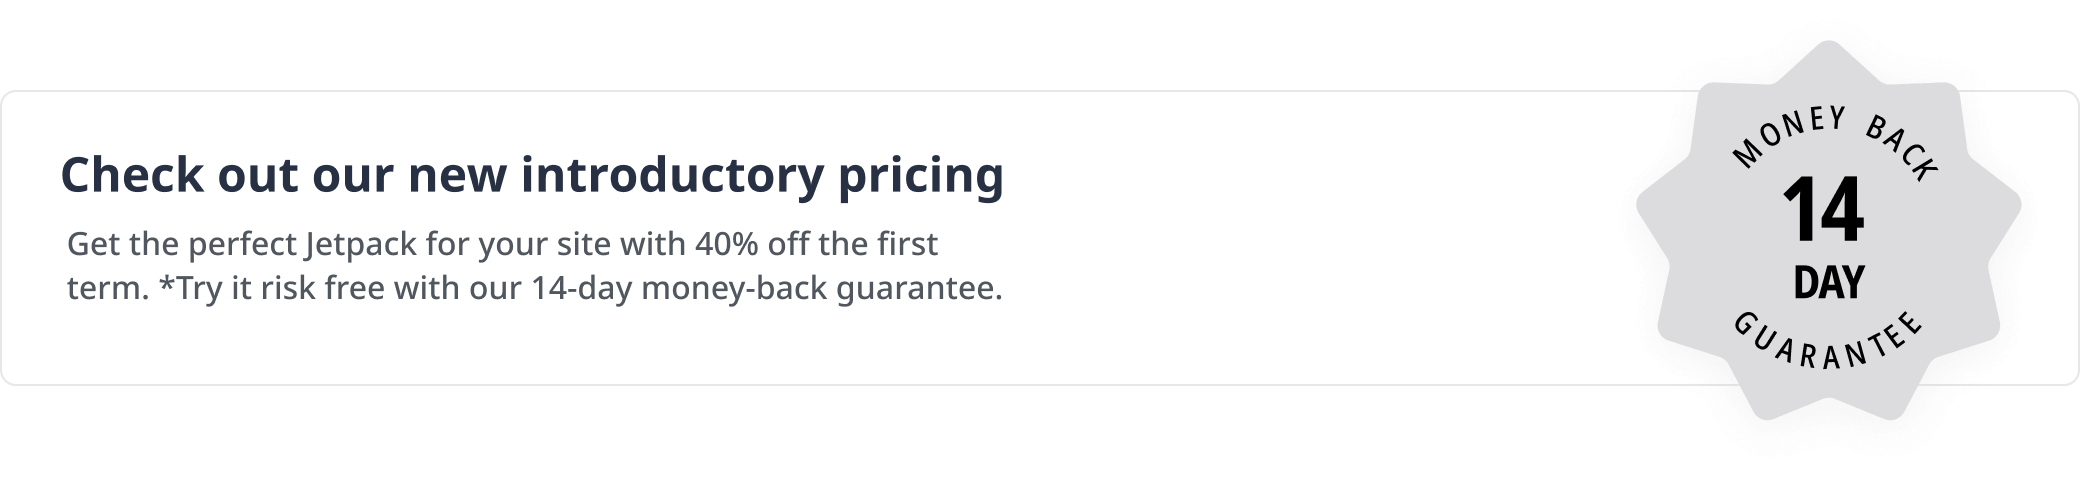 Check out our new introductory pricing
Get the perfect Jetpack for your site with 40% off the first
term. *Try it risk free with our 14-day money-back guarantee.
MONEY BACK
14
DAY
GUARANTEE